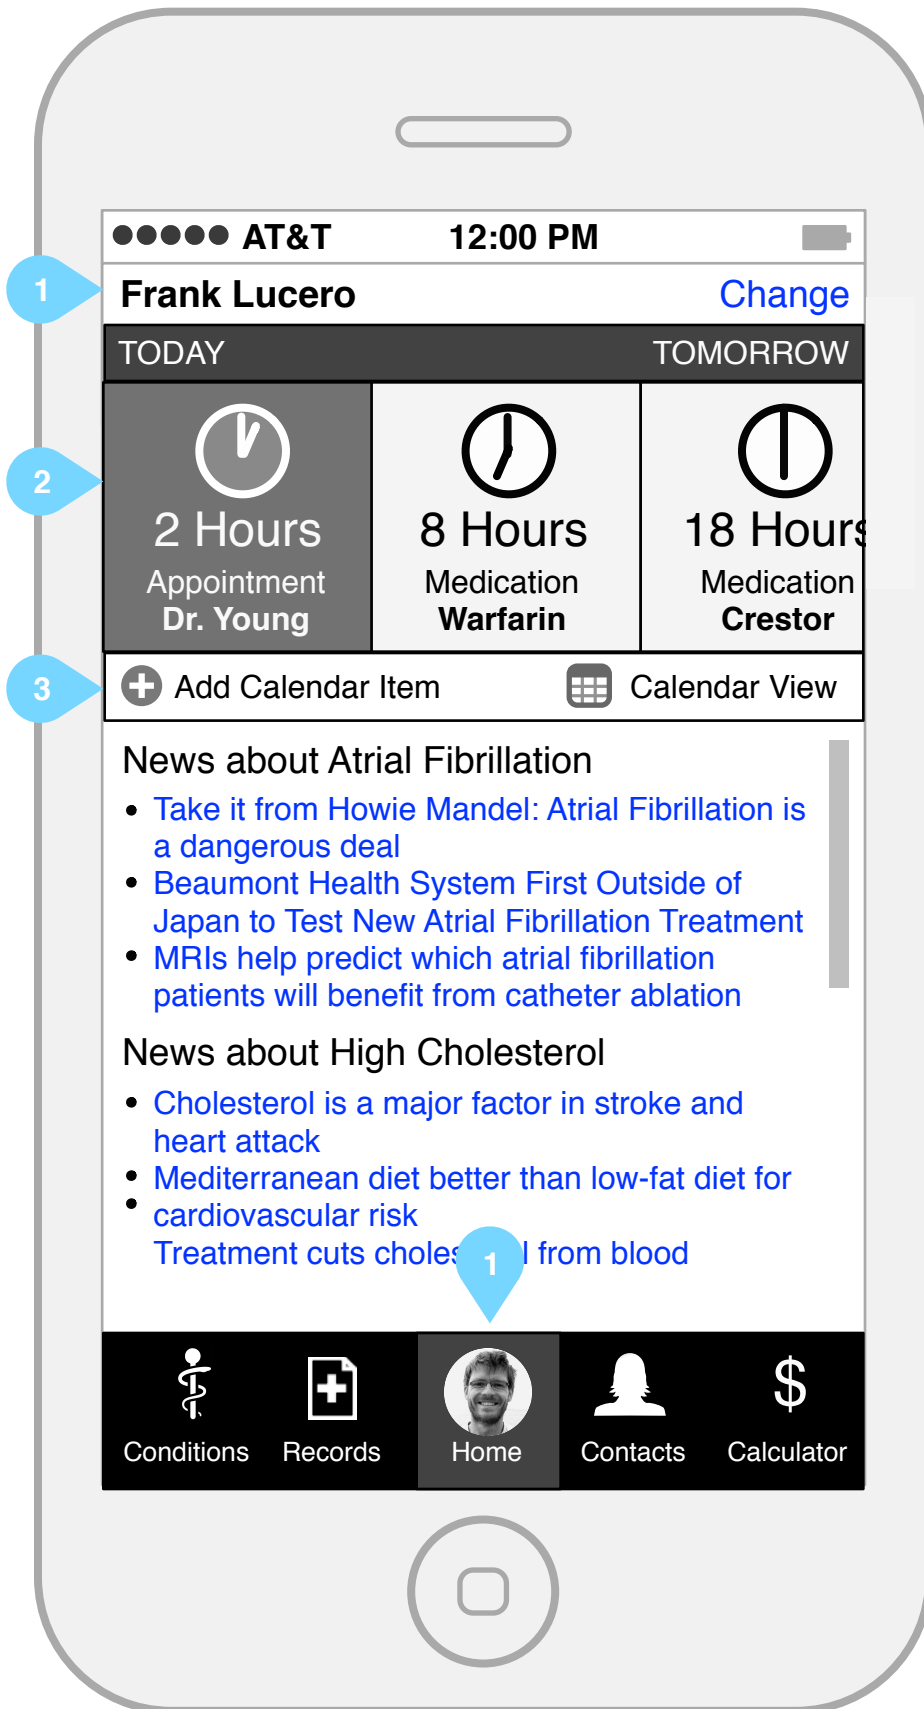 AT&T 12:00 PM
1
Frank Lucero Change
TODAY TOMORROW
2
2 Hours 8 Hours 18 Hours
Appointment Medication Medication
Dr. Young Warfarin Crestor
3
Add Calendar Item Calendar View
News about Atrial Fibrillation
• Take it from Howie Mandel: Atrial Fibrillation is
a dangerous deal
• Beaumont Health System First Outside of
Japan to Test New Atrial Fibrillation Treatment
• MRIs help predict which atrial fibrillation
patients will benefit from catheter ablation
News about High Cholesterol
• Cholesterol is a major factor in stroke and
heart attack
• Mediterranean diet better than low-fat diet for
• cardiovascular risk
Treatment cuts cholesterol from blood
1
Conditions Records Home Contacts $ Calculator